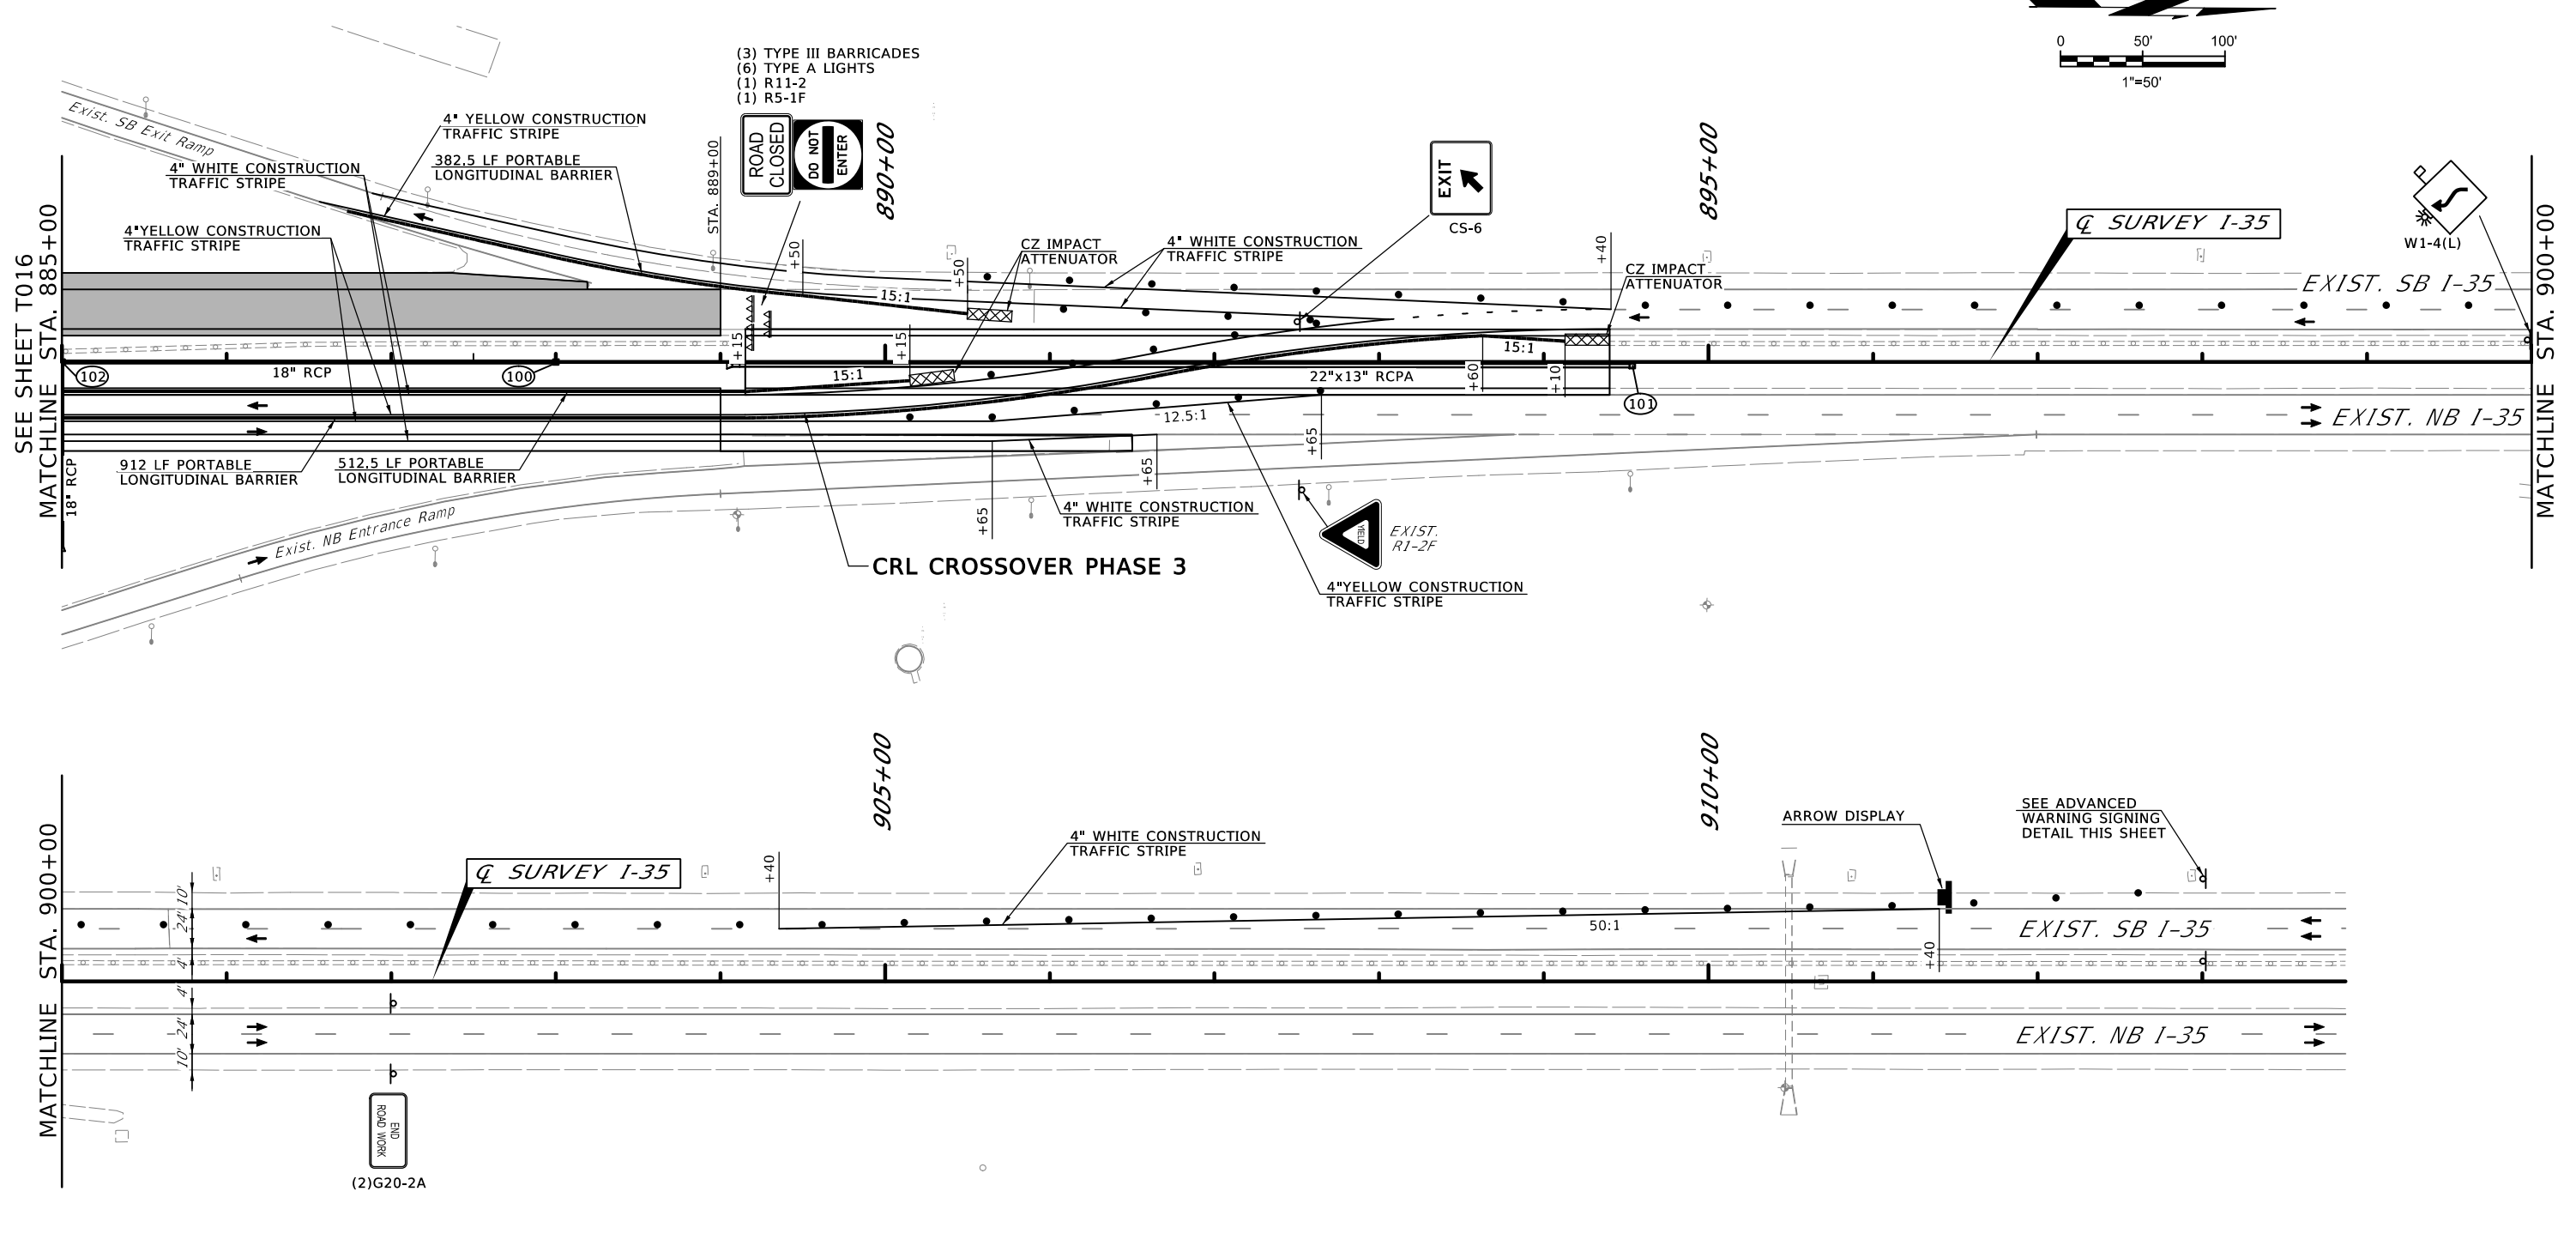 0 50' 100'
1"=50'
(3) TYPE III BARRICADES
(6) TYPE A LIGHTS
(1) R11-2
(1) R5-1F
ROAD
CLOSED
DO NOT
ENTER
Exist. SB Exit Ramp
4" YELLOW CONSTRUCTION
TRAFFIC STRIPE
4" WHITE CONSTRUCTION
TRAFFIC STRIPE
382.5 LF PORTABLE
LONGITUDINAL BARRIER
4"YELLOW CONSTRUCTION
TRAFFIC STRIPE
STA. 889+00
890+00
895+00
EXIT
CS-6
℄ SURVEY I-35
W1-4(L)
SEE SHEET T016
MATCHLINE STA. 885+00
MATCHLINE STA. 900+00
+50
+50
CZ IMPACT
ATTENUATOR
4" WHITE CONSTRUCTION
TRAFFIC STRIPE
+40
CZ IMPACT
ATTENUATOR
EXIST. SB I-35
15:1
+15
+15
15:1
15:1
102
18" RCP
100
22"x13" RCPA
+60
+10
101
12.5:1
EXIST. NB I-35
+65
+65
+65
18" RCP
912 LF PORTABLE
LONGITUDINAL BARRIER
512.5 LF PORTABLE
LONGITUDINAL BARRIER
Exist. NB Entrance Ramp
4" WHITE CONSTRUCTION
TRAFFIC STRIPE
YIELD
EXIST.
R1-2F
CRL CROSSOVER PHASE 3
4"YELLOW CONSTRUCTION
TRAFFIC STRIPE
905+00
910+00
MATCHLINE STA. 900+00
℄ SURVEY I-35
+40
4" WHITE CONSTRUCTION
TRAFFIC STRIPE
ARROW DISPLAY
SEE ADVANCED
WARNING SIGNING
DETAIL THIS SHEET
10'
24'
4'
4'
24'
10'
50:1
+40
EXIST. SB I-35
EXIST. NB I-35
END
ROAD WORK
(2)G20-2A